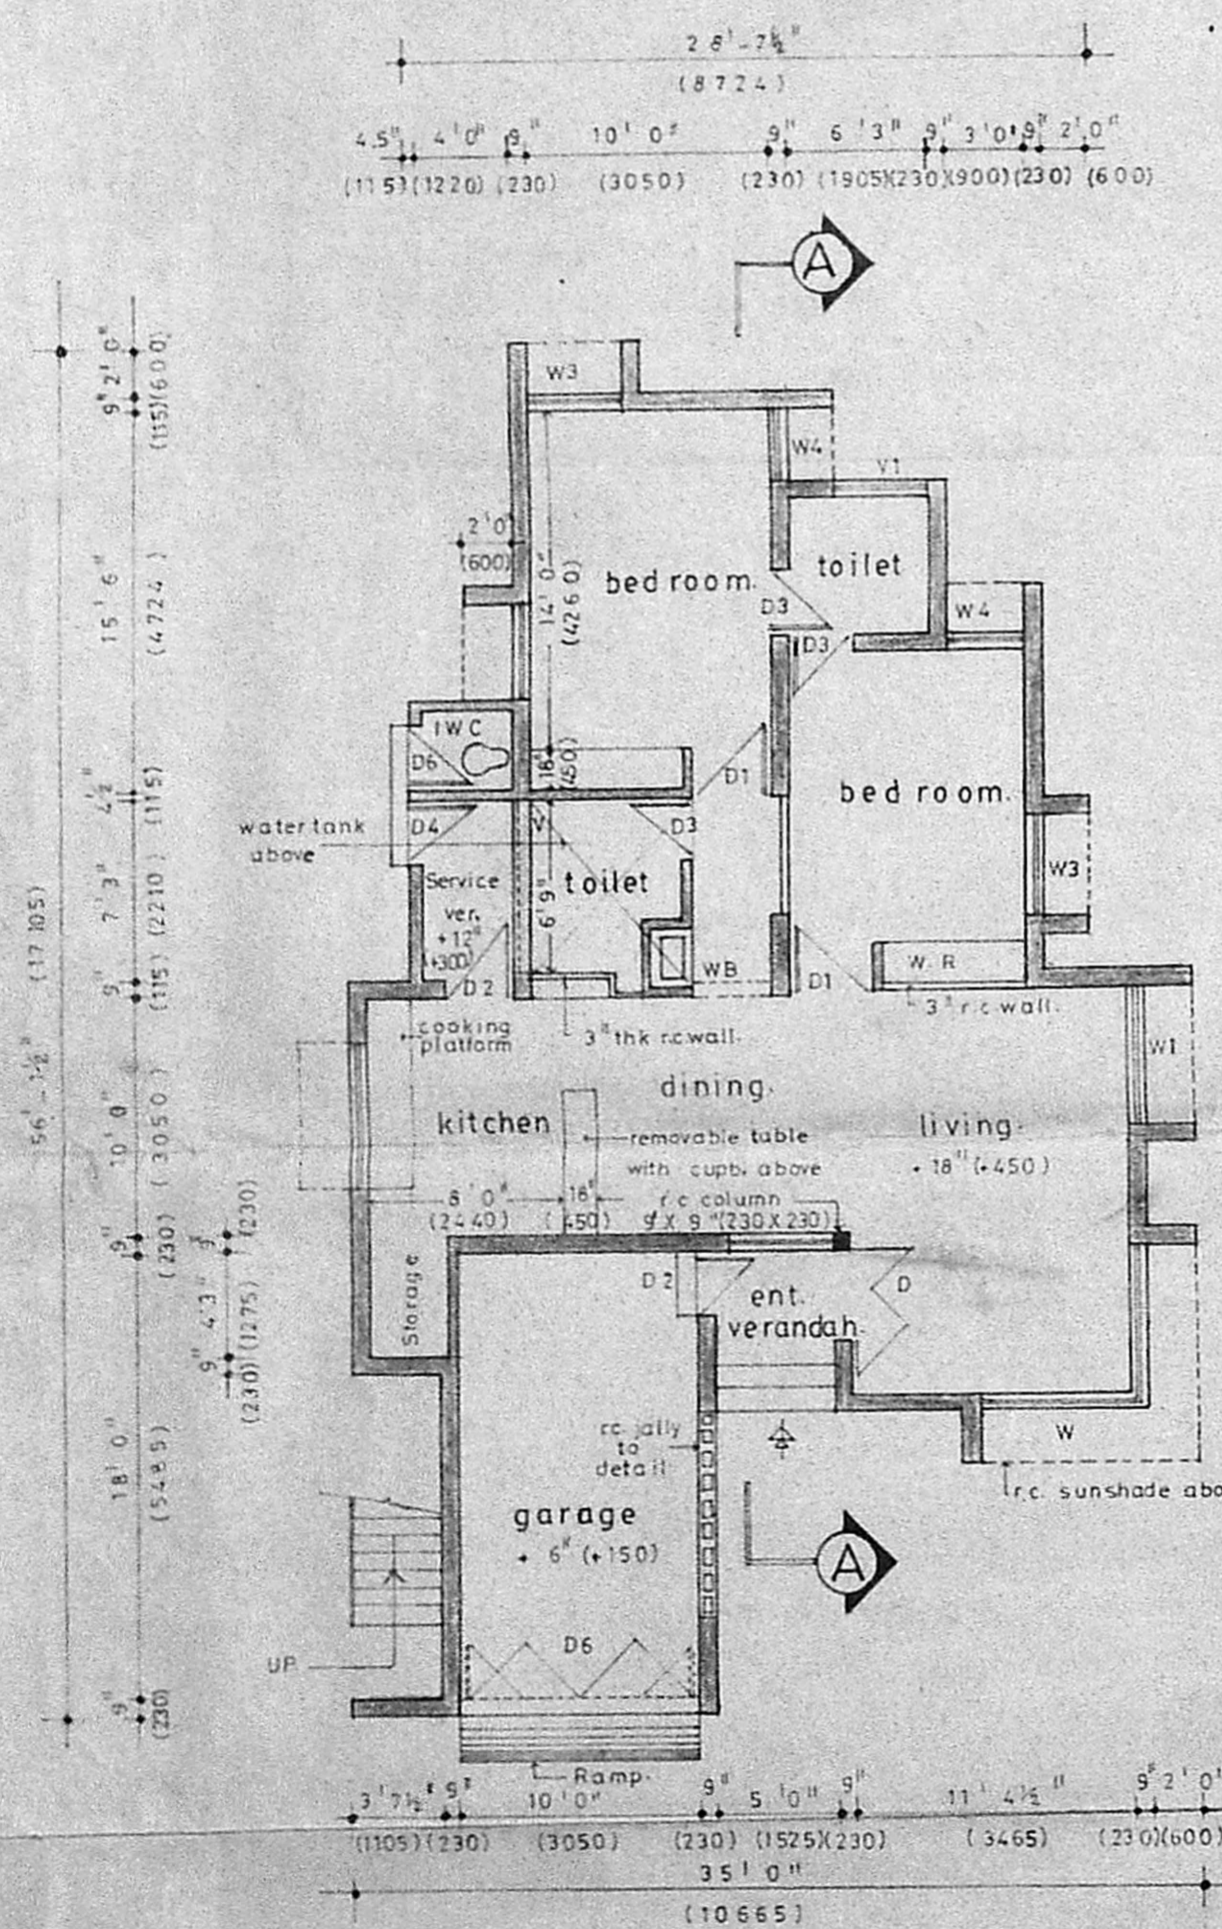 28'-7½"
(8724)
4.5" 4'0" 9" 10'0" 9" 6'3" 9" 3'0" 9" 2'0"
(115) (1220) (230) (3050) (230) (1905) (230) (900) (230) (600)
A
W3
W4
V1
2'0"
(600)
14'0"
(4260)
bed room.
toilet
D3
W4
D3
IWC
D6
18"
(450)
D1
bed room.
water tank
above
D4
V
D3
W3
Service
ver.
+12"
(+300)
toilet
6'9"
D2
WB
D1
W.R
3" r.c wall.
cooking
platform
3" thk r.c.wall.
W1
dining.
kitchen
living.
removable table
with cupb. above
+ 18" (+450)
8'0" 18" r.c column
(2440) (450) 9" X 9" (230 X 230)
Storage
D2
ent.
verandah.
D
r.c. jally
to
detail
W
r.c. sunshade abo
garage
+ 6" (+150)
A
D6
UP
Ramp.
9" 2'0"
(115) (600)
15'6"
(4724)
4½"
(115)
7'3"
(2210)
9"
(115)
56'-1½" (17105)
10'0"
(3050)
9"
(230)
9"
(230)
4'3"
(1275)
9"
(230)
18'0"
(5485)
9"
(230)
3'7½" 9" 10'0" 9" 5'0" 9" 11'4½" 9" 2'0"
(1105) (230) (3050) (230) (1525) (230) (3465) (230) (600)
35'0"
(10665)